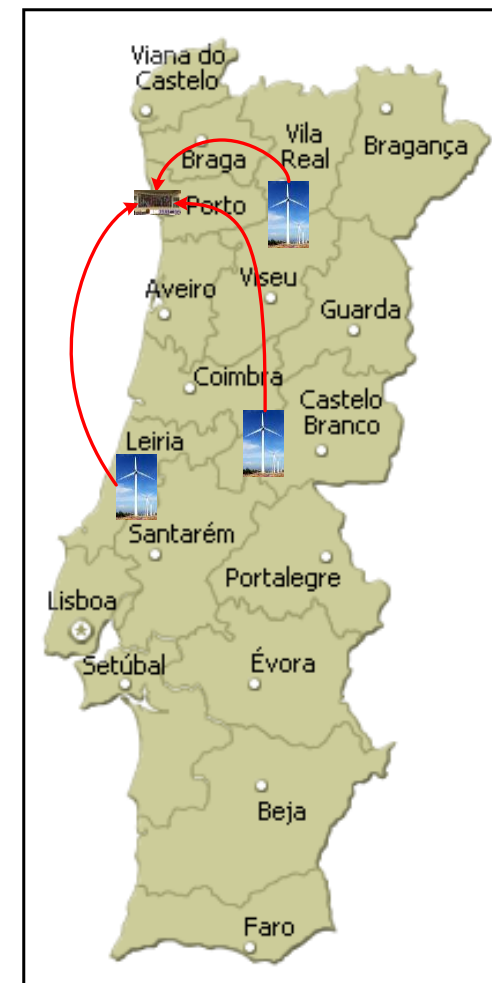 Viana do
Castelo
Braga
Vila
Real
Bragança
Porto
Aveiro
Viseu
Guarda
Coimbra
Castelo
Branco
Leiria
Santarém
Portalegre
Lisboa
Setúbal
Évora
Beja
Faro